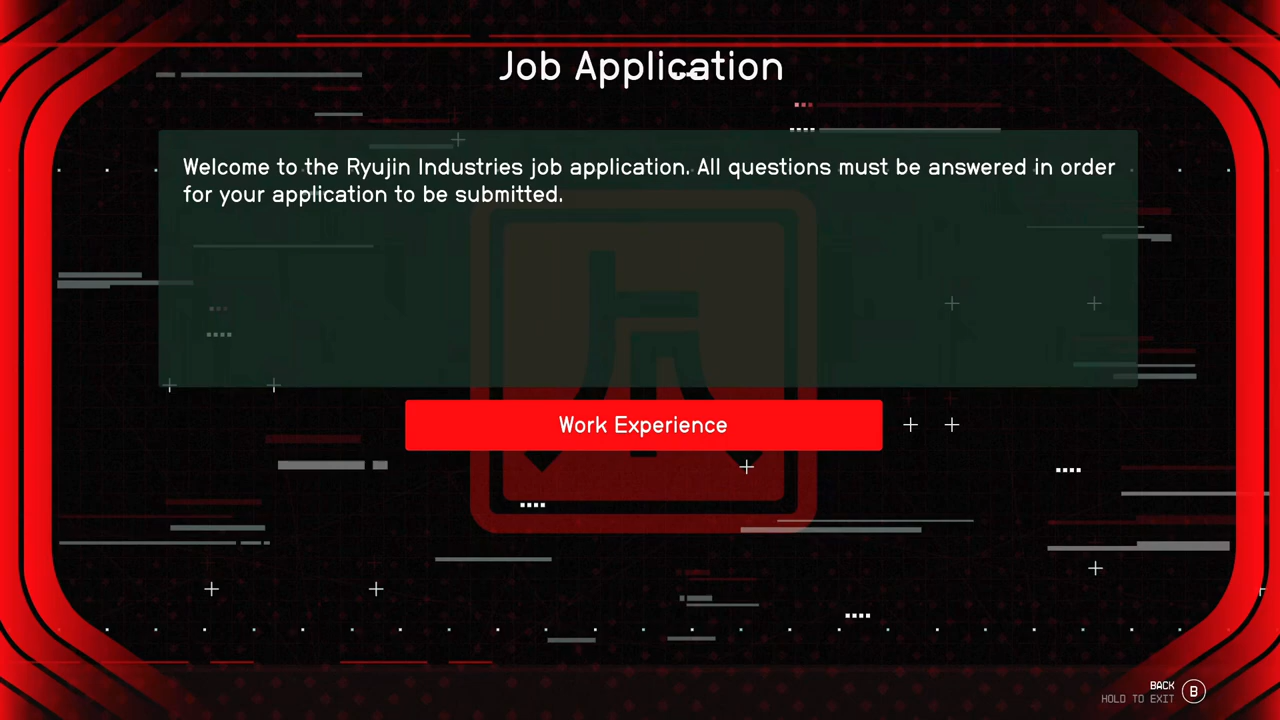 Job Application
Welcome to the Ryujin Industries job application. All questions must be answered in order
for your application to be submitted.
Work Experience
BACK
HOLD TO EXIT
B